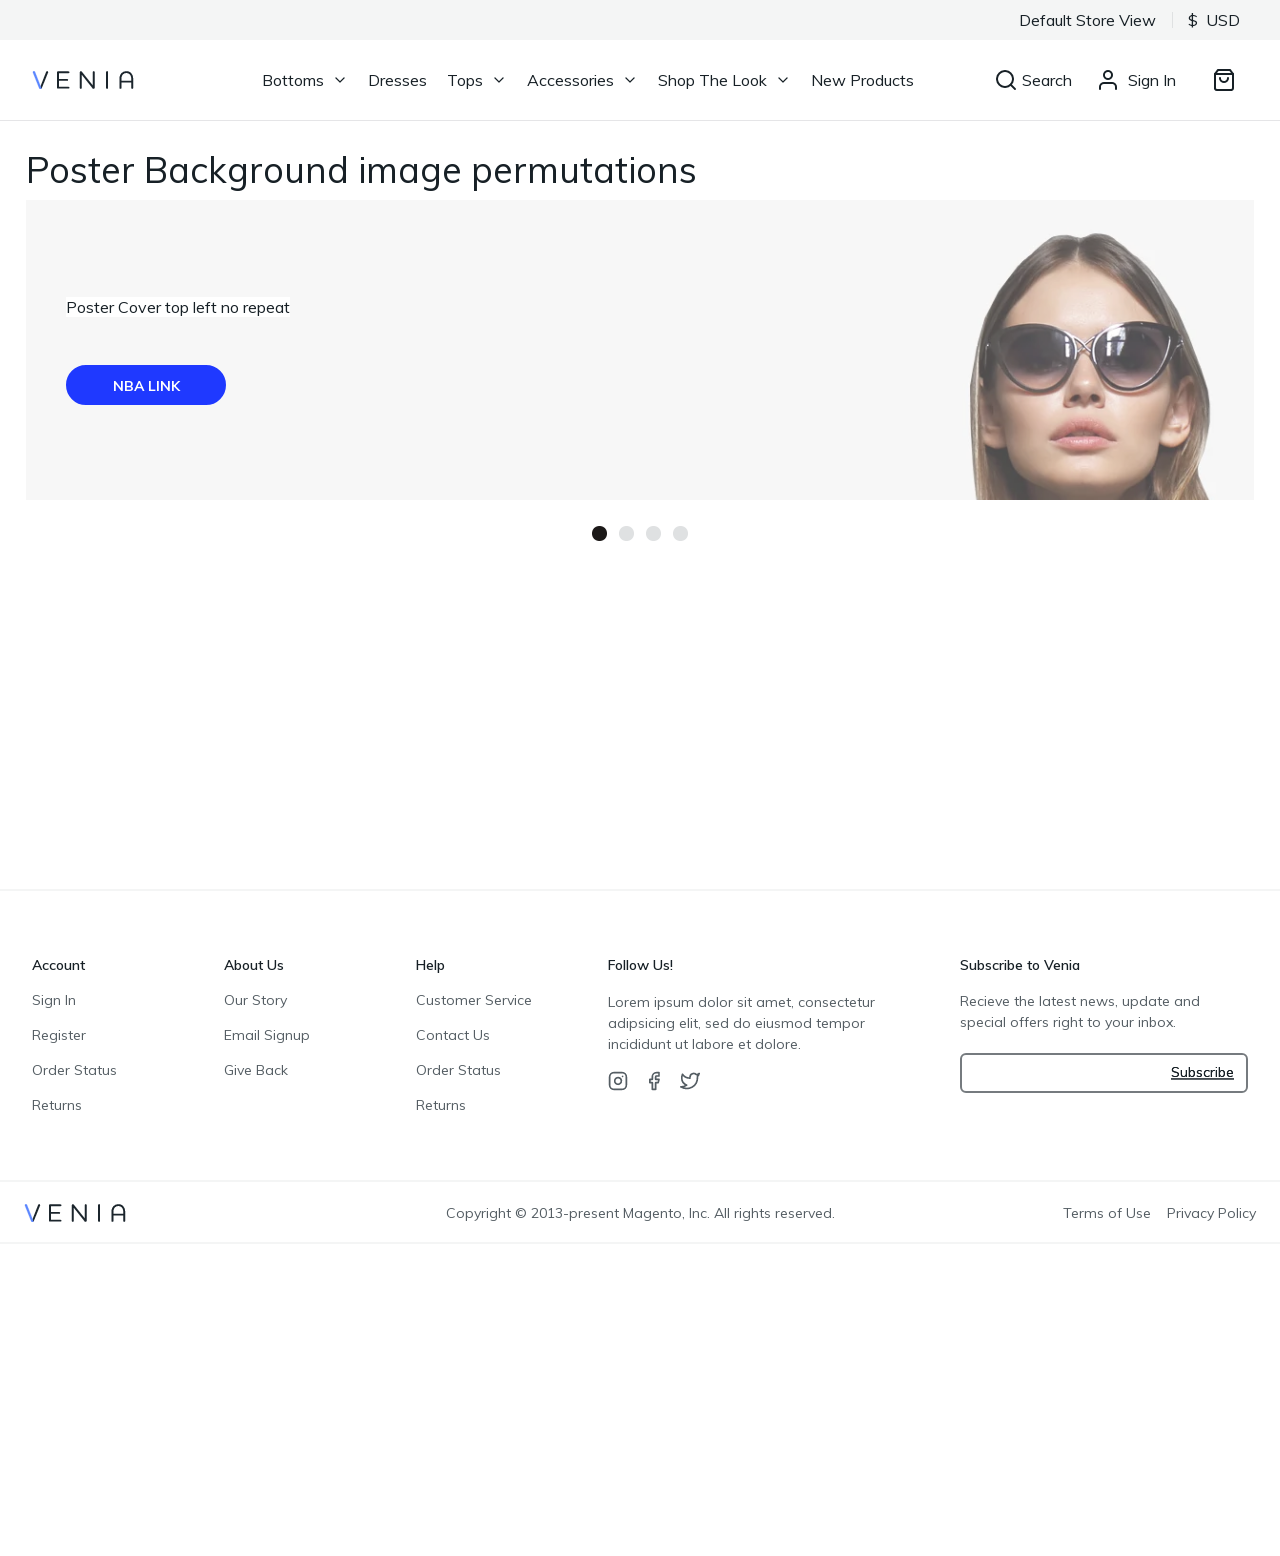 Default Store View $ USD
VENIA Bottoms Dresses Tops Accessories Shop The Look New Products Search Sign In
Poster Background image permutations
Poster Cover top left no repeat
NBA LINK
Account
Sign In
Register
Order Status
Returns
About Us
Our Story
Email Signup
Give Back
Help
Customer Service
Contact Us
Order Status
Returns
Follow Us!
Lorem ipsum dolor sit amet, consectetur
adipsicing elit, sed do eiusmod tempor
incididunt ut labore et dolore.
Subscribe to Venia
Recieve the latest news, update and
special offers right to your inbox.
Subscribe
VENIA Copyright © 2013-present Magento, Inc. All rights reserved. Terms of Use Privacy Policy